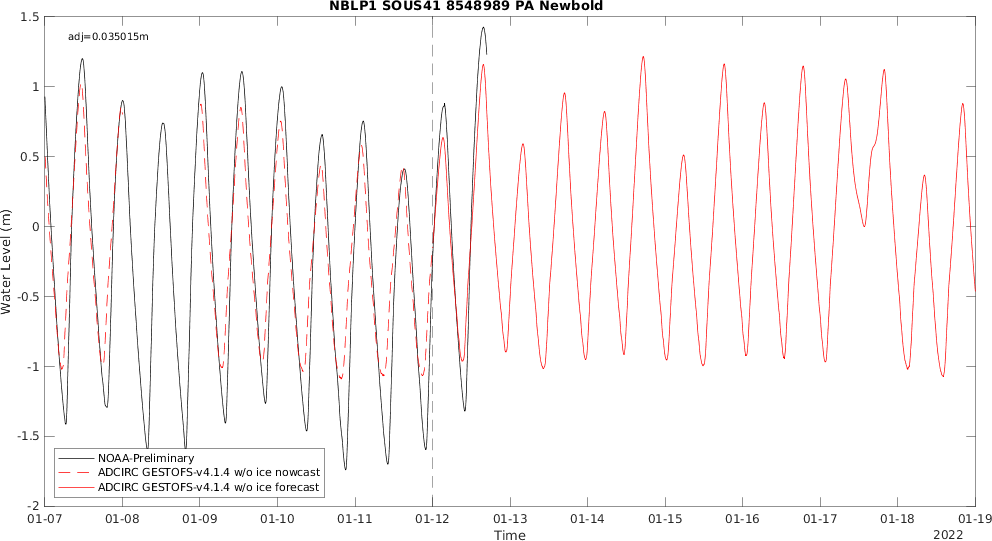 NBLP1 SOUS41 8548989 PA Newbold
adj=0.035015m
1.5
1
0.5
0
-0.5
-1
-1.5
-2
Water Level (m)
NOAA-Preliminary
ADCIRC GESTOFS-v4.1.4 w/o ice nowcast
ADCIRC GESTOFS-v4.1.4 w/o ice forecast
01-07 01-08 01-09 01-10 01-11 01-12 01-13 01-14 01-15 01-16 01-17 01-18 01-19
Time
2022